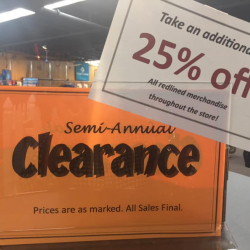 Take an additional
25% off
All redlined merchandise
throughout the store!
Semi-Annual
Clearance
Prices are as marked. All Sales Final.